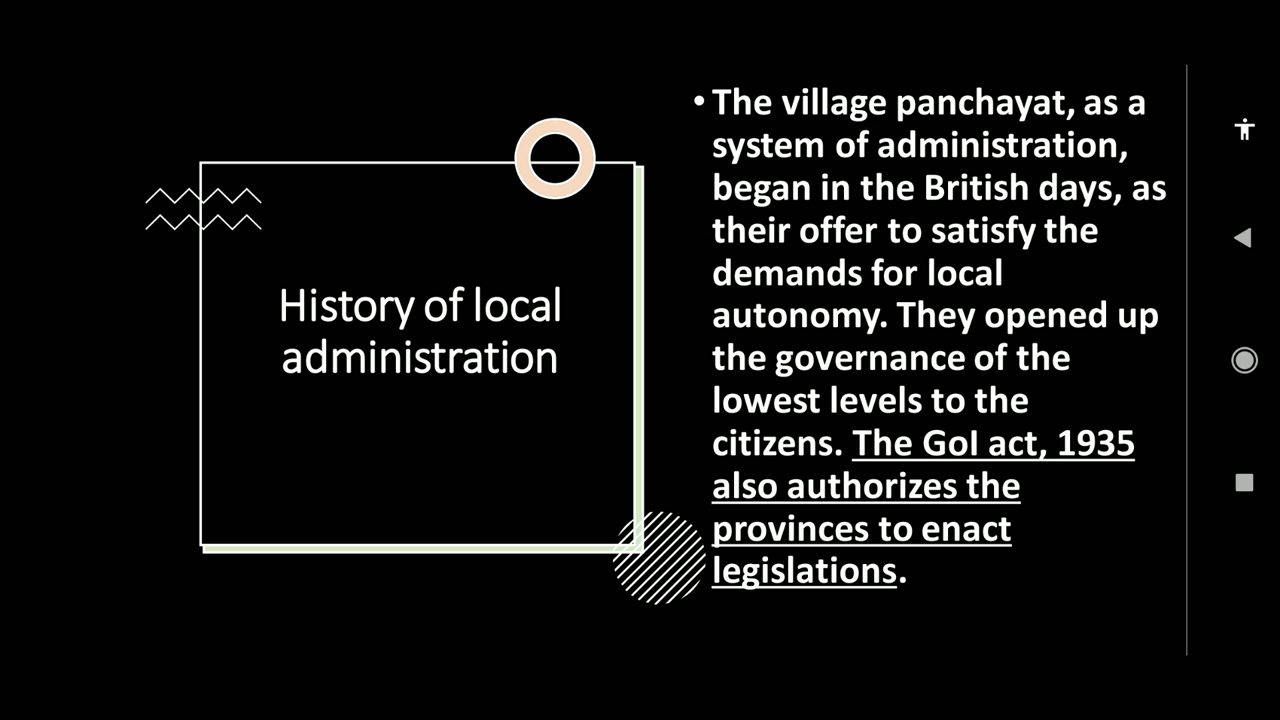 History of local
administration
• The village panchayat, as a
system of administration,
began in the British days, as
their offer to satisfy the
demands for local
autonomy. They opened up
the governance of the
lowest levels to the
citizens. The GoI act, 1935
also authorizes the
provinces to enact
legislations.